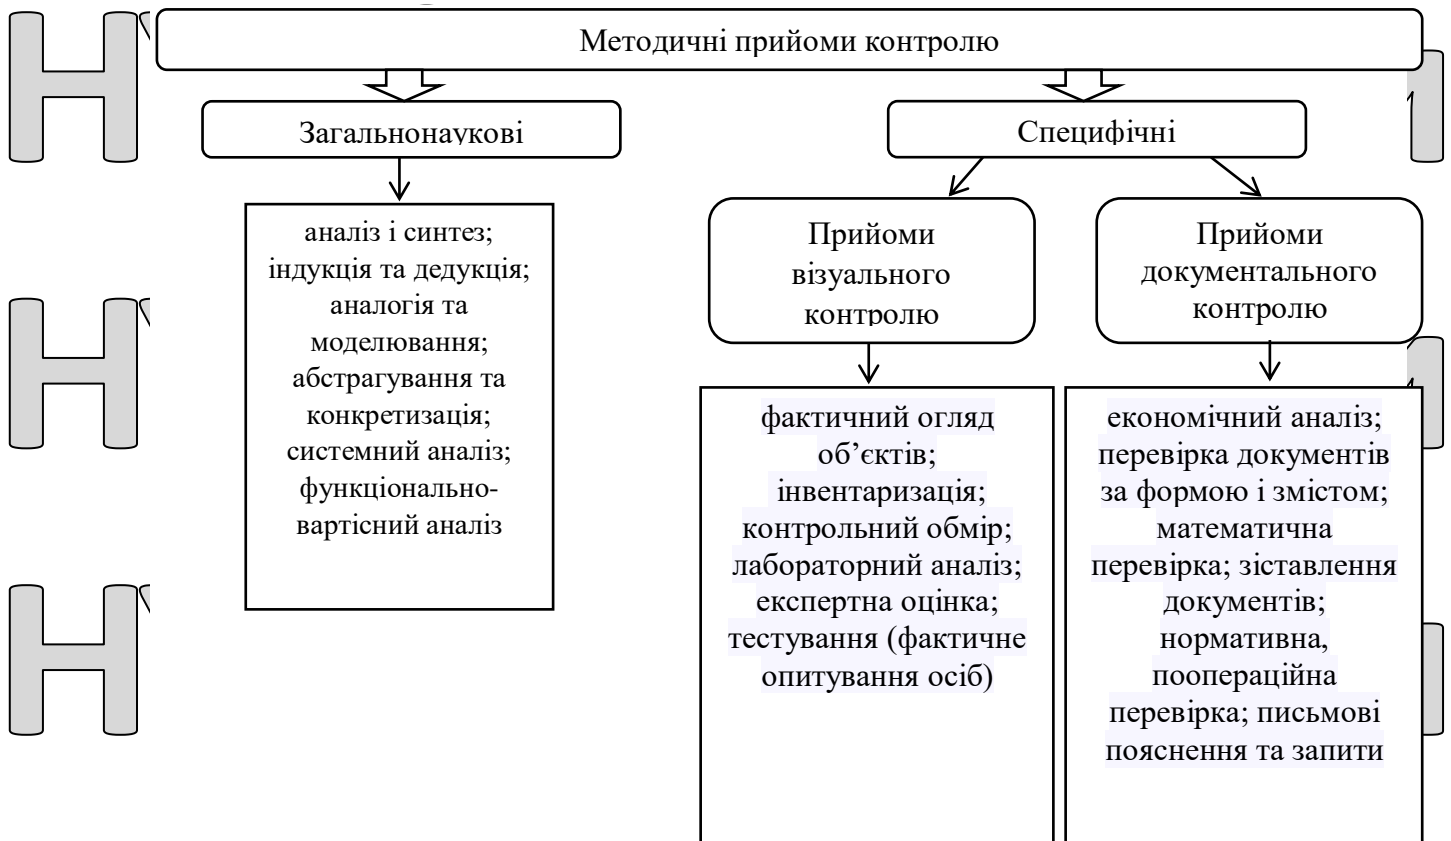 Методичні прийоми контролю
Загальнонаукові
Специфічні
аналіз і синтез;
індукція та дедукція;
аналогія та
моделювання;
абстрагування та
конкретизація;
системний аналіз;
функціонально-
вартісний аналіз
Прийоми
візуального
контролю
Прийоми
документального
контролю
фактичний огляд
об’єктів;
інвентаризація;
контрольний обмір;
лабораторний аналіз;
експертна оцінка;
тестування (фактичне
опитування осіб)
економічний аналіз;
перевірка документів
за формою і змістом;
математична
перевірка; зіставлення
документів;
нормативна,
поопераційна
перевірка; письмові
пояснення та запити